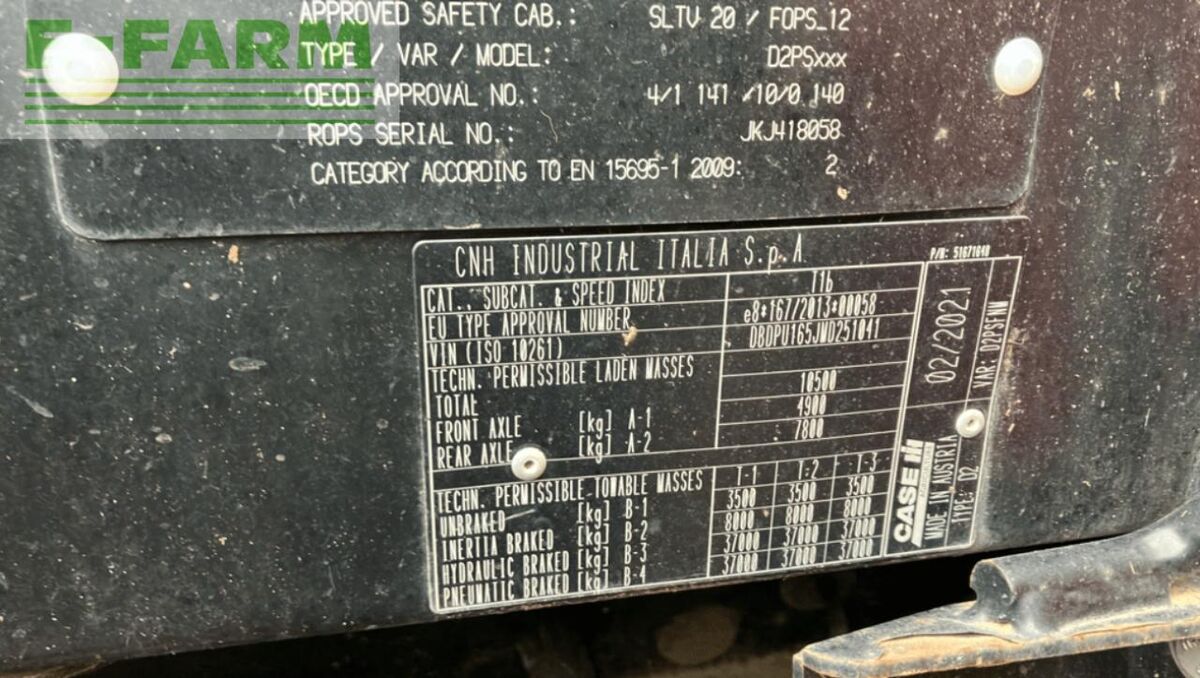 E-FARM
APPROVED SAFETY CAB.: SLTV 20 / FOPS_12
TYPE / VAR / MODEL: D2PSxxx
OECD APPROVAL NO.: 4/1 141 /10/0 140
ROPS SERIAL NO.: JKJ418058
CATEGORY ACCORDING TO EN 15695-1 2009: 2
CNH INDUSTRIAL ITALIA S.p.A P/N: 51671640
CAT., SUBCAT. & SPEED INDEX T1b
EU TYPE APPROVAL NUMBER e8*167/2013*00058
VIN (ISO 10261) DBDPU165JMD251041
TECHN. PERMISSIBLE LADEN MASSES
TOTAL 10500
FRONT AXLE [kg] A-1 4900
REAR AXLE [kg] A-2 7800
TECHN. PERMISSIBLE TOWABLE MASSES T-1 T-2 T-3
UNBRAKED [kg] B-1 3500 3500 3500
INERTIA BRAKED [kg] B-2 8000 8000 8000
HYDRAULIC BRAKED [kg] B-3 37000 37000 37000
PNEUMATIC BRAKED [kg] B-4 37000 37000 37000
02/2021
VAR: D2PSFNW
CASE IH
MADE IN AUSTRIA
TYPE: D2